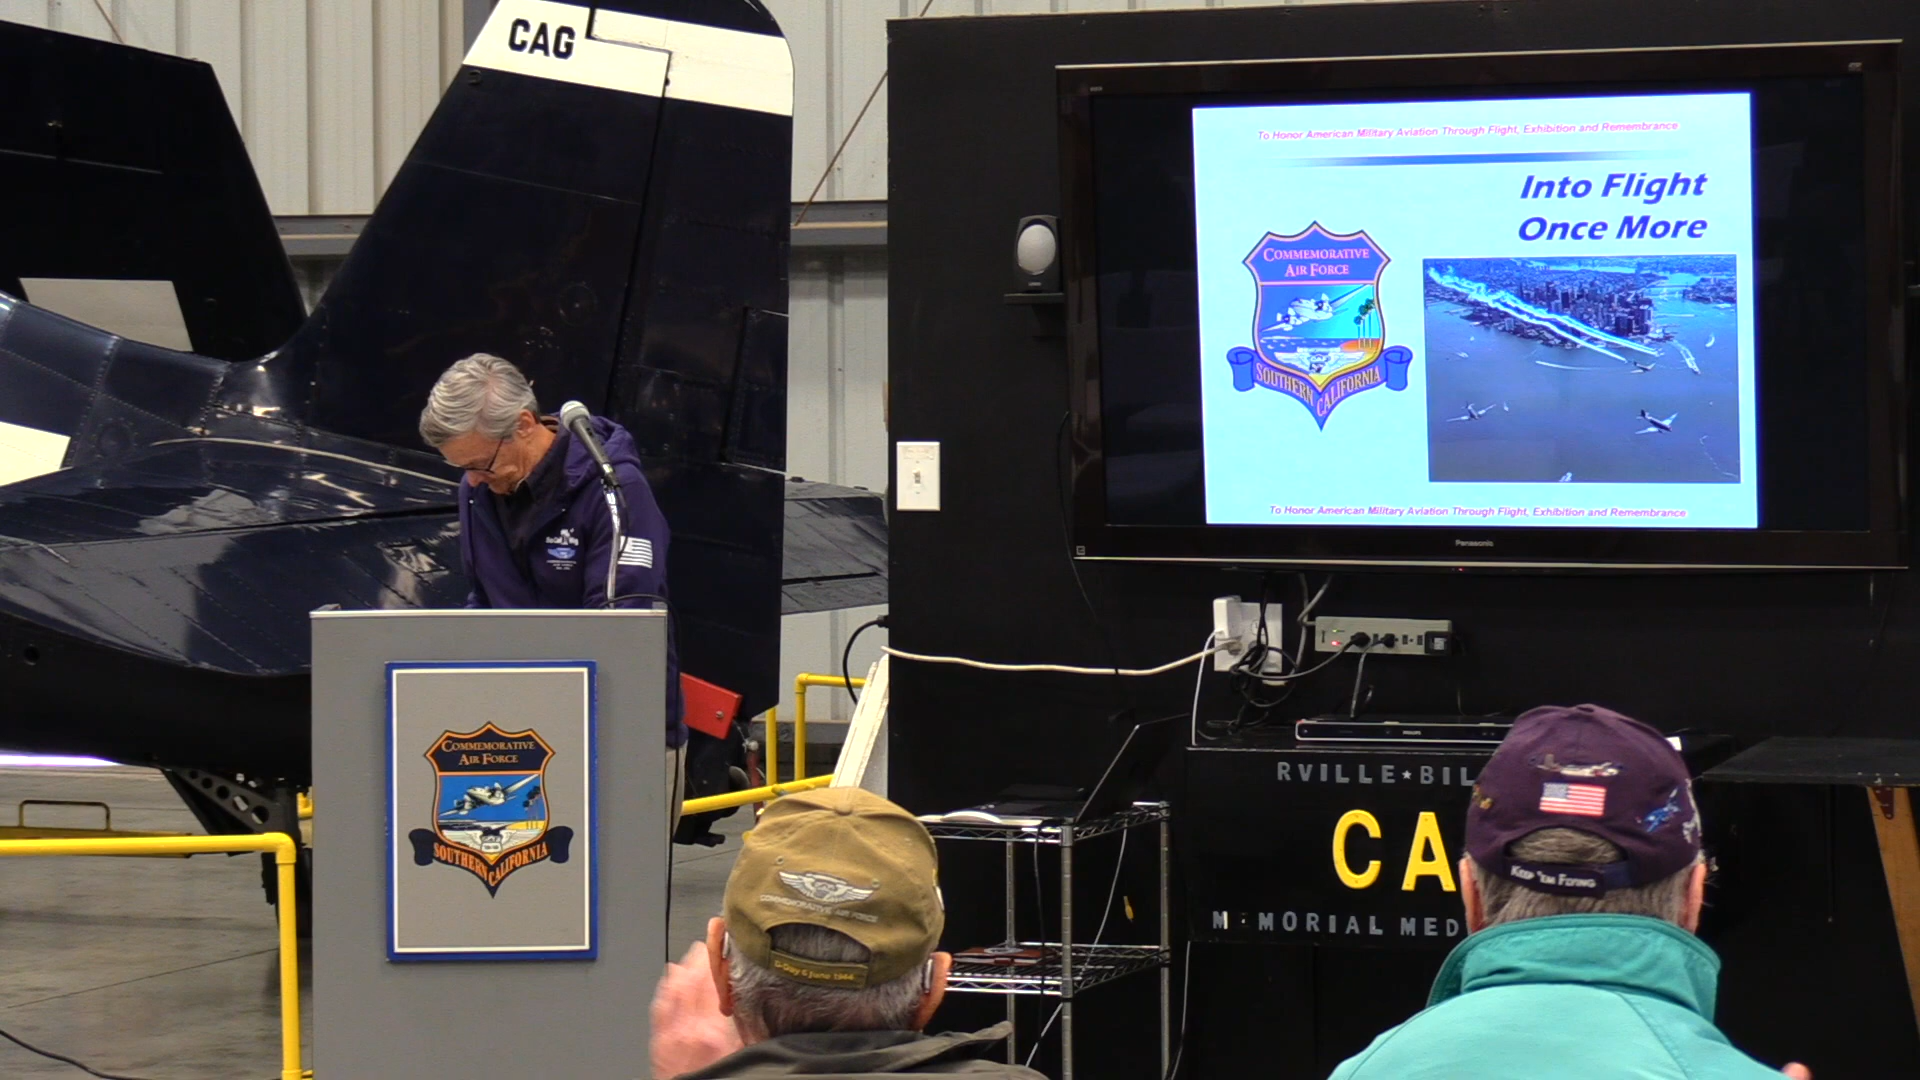 CAG
To Honor American Military Aviation Through Flight, Exhibition and Remembrance
Into Flight
Once More
COMMEMORATIVE
AIR FORCE
SOUTHERN CALIFORNIA
To Honor American Military Aviation Through Flight, Exhibition and Remembrance
Panasonic
PHILIPS
COMMEMORATIVE
AIR FORCE
SOUTHERN CALIFORNIA
RVILLE★BIL
CA
MEMORIAL MED
COMMEMORATIVE AIR FORCE
D-Day 6 June 1944
KEEP 'EM FLYING